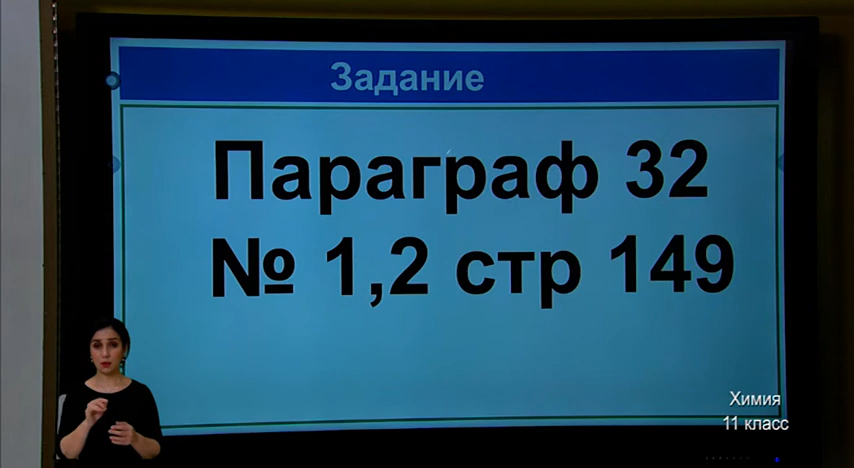 Задание
Параграф 32
№ 1,2 стр 149
Химия
11 класс